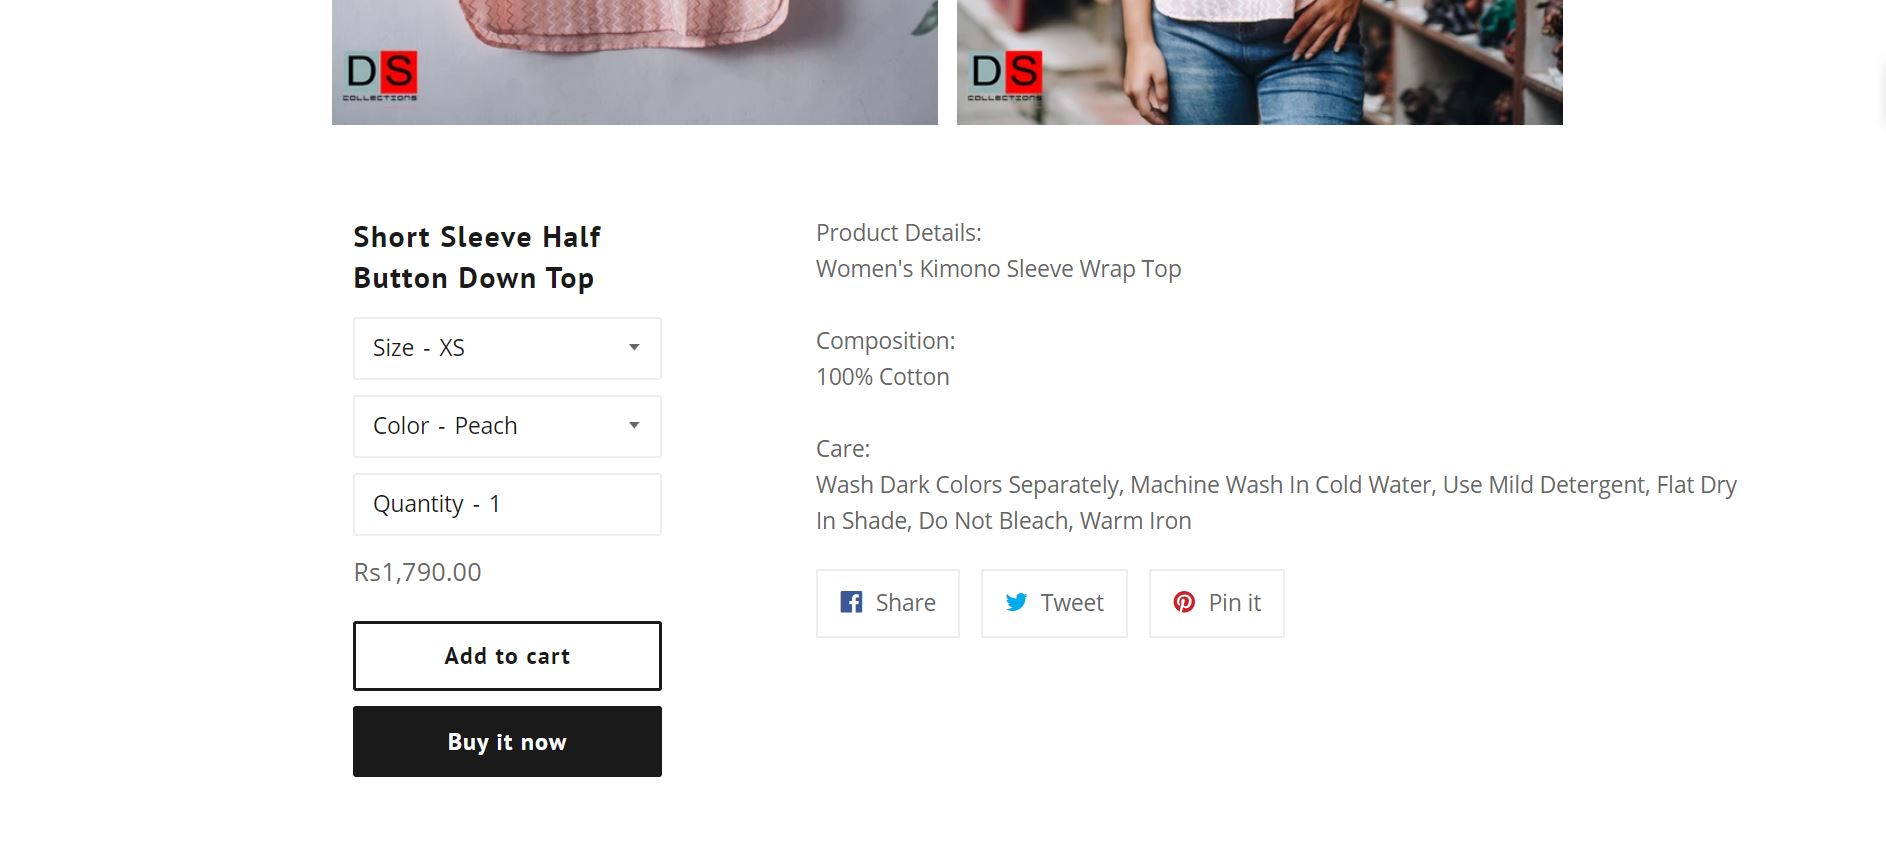 DS
COLLECTIONS
DS
COLLECTIONS
Short Sleeve Half
Button Down Top
Size - XS
Color - Peach
Quantity - 1
Rs1,790.00
Add to cart
Buy it now
Product Details:
Women's Kimono Sleeve Wrap Top
Composition:
100% Cotton
Care:
Wash Dark Colors Separately, Machine Wash In Cold Water, Use Mild Detergent, Flat Dry
In Shade, Do Not Bleach, Warm Iron
Share
Tweet
Pin it